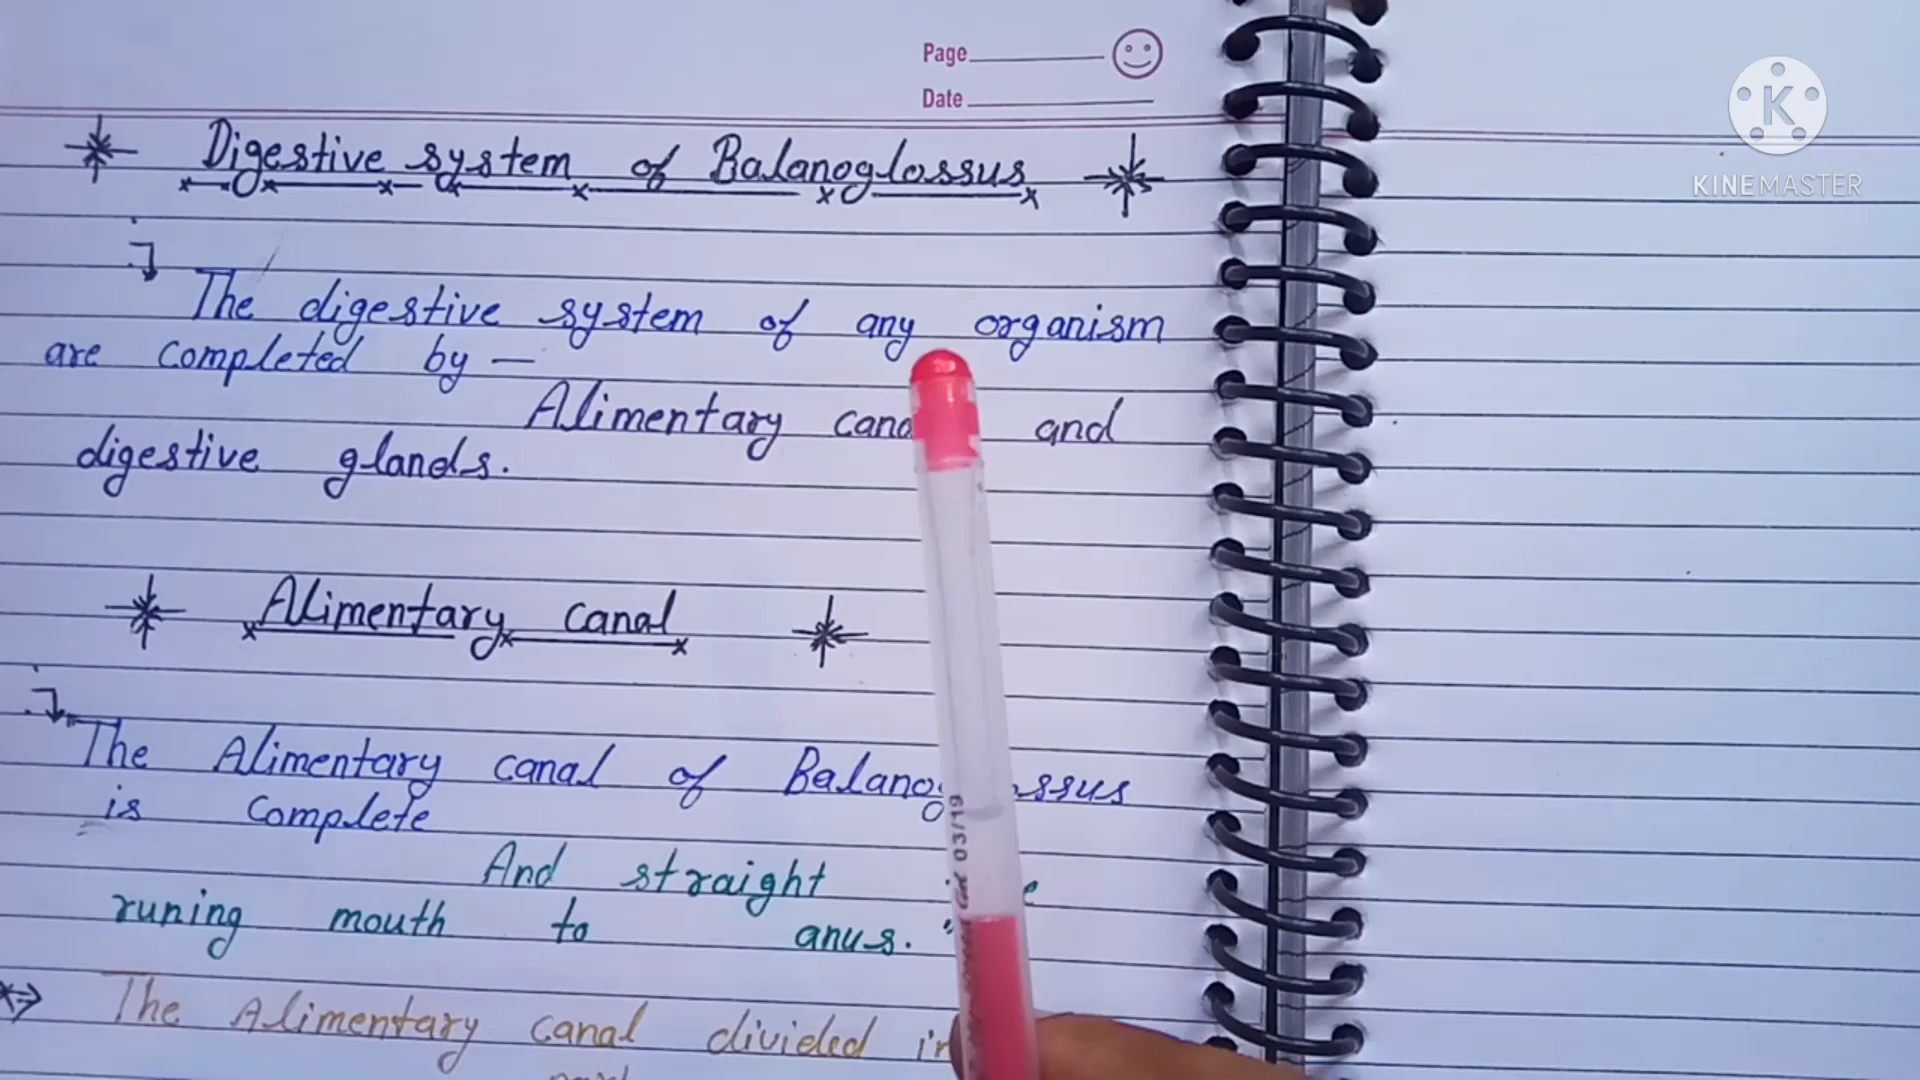 Page
Date
K
KINEMASTER
Digestive system of Balanoglossus
The digestive system of any organism
are completed by —
Alimentary and
digestive glands.
Alimentary canal
The Alimentary canal of
is complete
And straight
runing mouth to anus."
The Alimentary canal divided
03/19